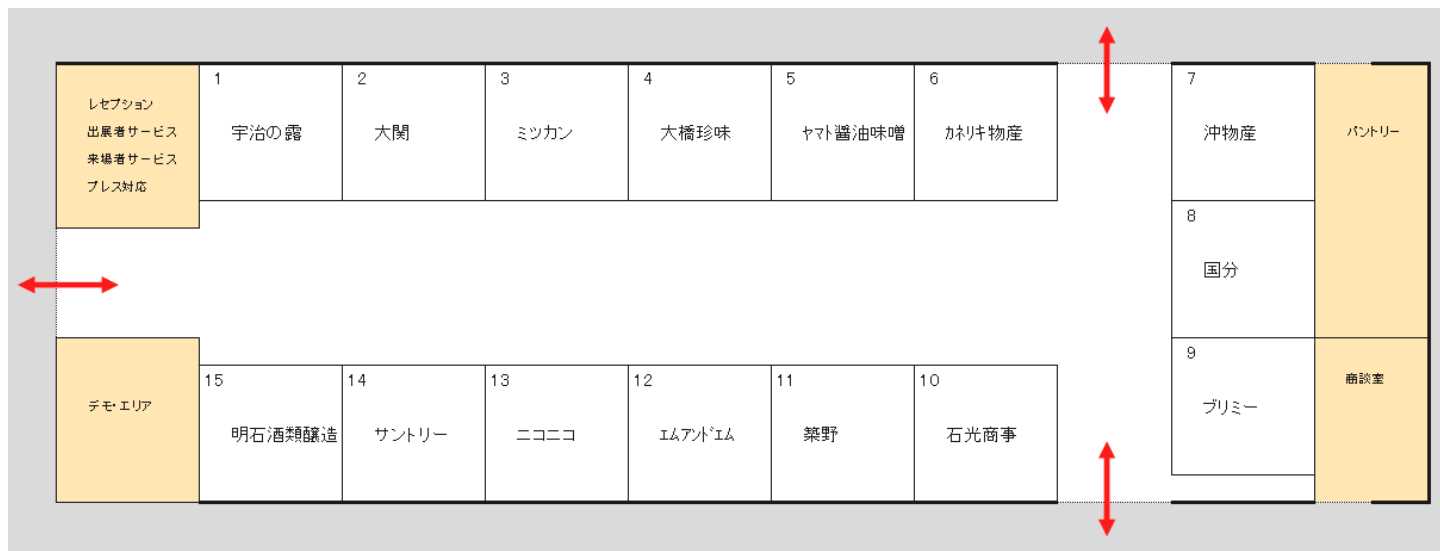 レセプション
出展者サービス
来場者サービス
プレス対応
1
宇治の露
2
大関
3
ミツカン
4
大橋珍味
5
ヤマト醤油味噌
6
カネリキ物産
7
沖物産
パントリー
8
国分
9
ブリミー
商談室
デモ・エリア
15
明石酒類醸造
14
サントリー
13
ニコニコ
12
エムアンドエム
11
築野
10
石光商事